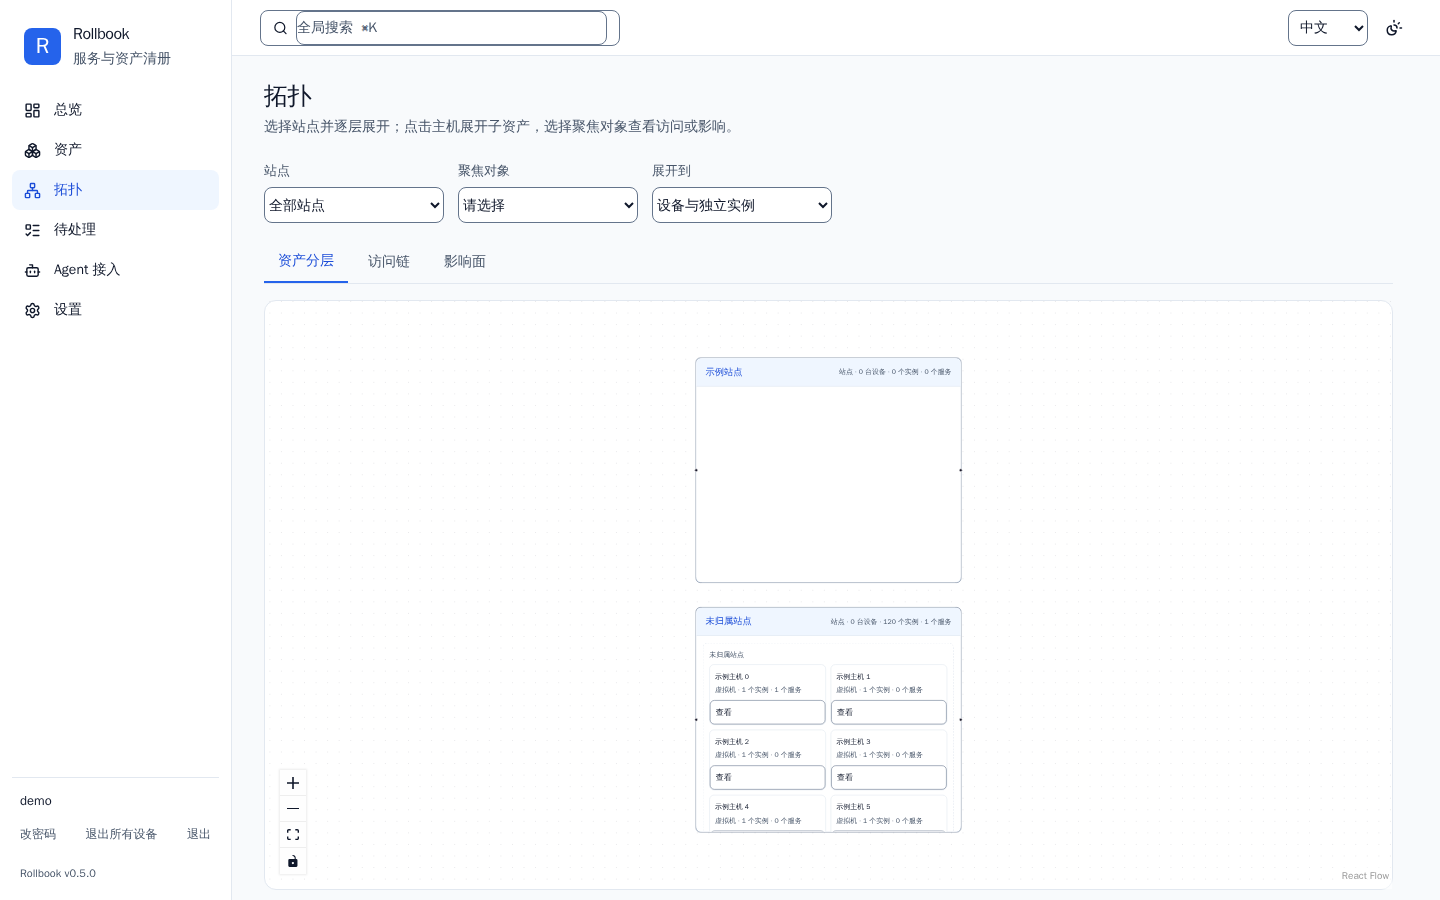 R
Rollbook
服务与资产清册
总览
资产
拓扑
待处理
Agent 接入
设置
demo
改密码 退出所有设备 退出
Rollbook v0.5.0
全局搜索 ⌘K
中文
拓扑
选择站点并逐层展开；点击主机展开子资产，选择聚焦对象查看访问或影响。
站点 聚焦对象 展开到
全部站点 请选择 设备与独立实例
资产分层 访问链 影响面
示例站点 站点 · 0 台设备 · 0 个实例 · 0 个服务
未归属站点 站点 · 0 台设备 · 120 个实例 · 1 个服务
未归属站点
示例主机 0 示例主机 1
虚拟机 · 1 个实例 · 1 个服务 虚拟机 · 1 个实例 · 0 个服务
查看 查看
示例主机 2 示例主机 3
虚拟机 · 1 个实例 · 0 个服务 虚拟机 · 1 个实例 · 0 个服务
查看 查看
示例主机 4 示例主机 5
虚拟机 · 1 个实例 · 0 个服务 虚拟机 · 1 个实例 · 0 个服务
React Flow